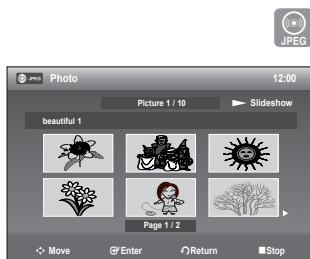 JPEG
JPEG Photo 12:00
Picture 1 / 10 Slideshow
beautiful 1
Page 1 / 2
Move Enter Return Stop